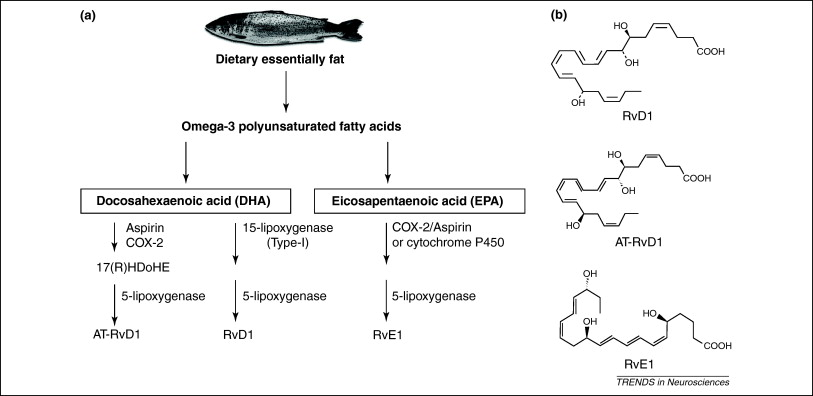 (a)
Dietary essentially fat
Omega-3 polyunsaturated fatty acids
Docosahexaenoic acid (DHA)
Eicosapentaenoic acid (EPA)
Aspirin
COX-2
15-lipoxygenase
(Type-I)
COX-2/Aspirin
or cytochrome P450
17(R)HDoHE
5-lipoxygenase
5-lipoxygenase
5-lipoxygenase
AT-RvD1
RvD1
RvE1
(b)
HO
COOH
OH
OH
RvD1
HO
COOH
OH
HO
AT-RvD1
OH
HO
OH
COOH
RvE1
TRENDS in Neurosciences